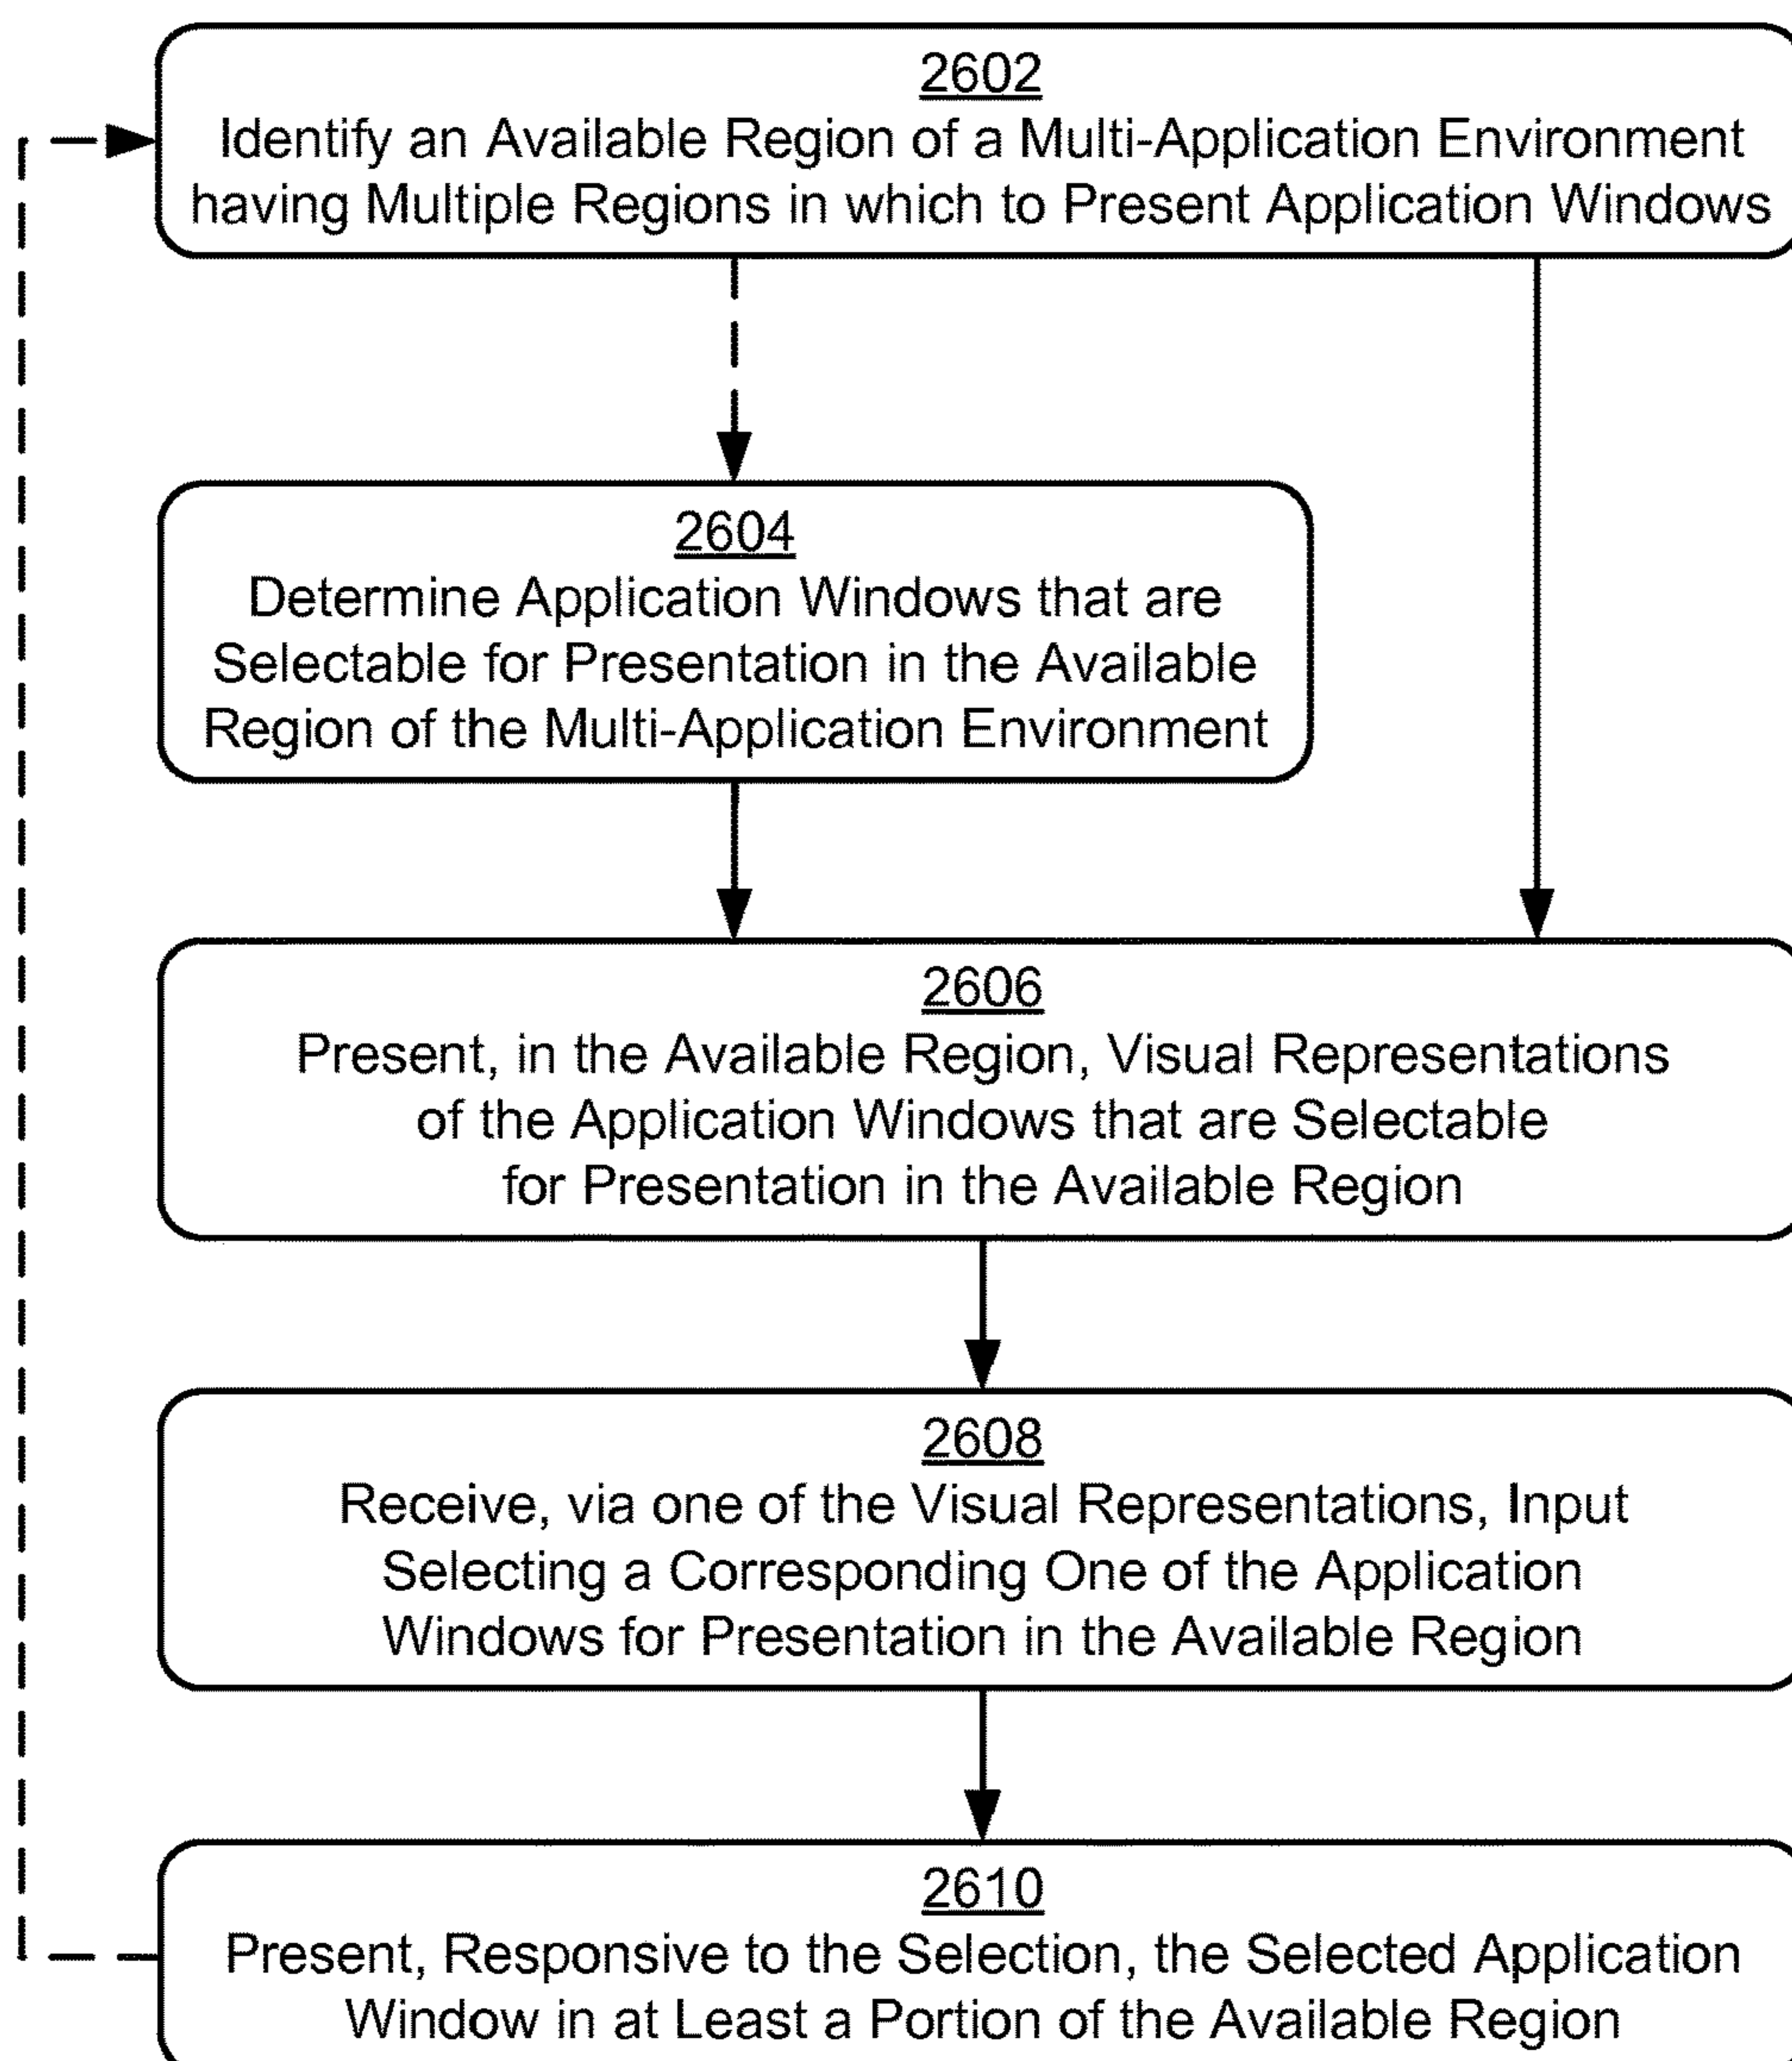 2602
Identify an Available Region of a Multi-Application Environment
having Multiple Regions in which to Present Application Windows
2604
Determine Application Windows that are
Selectable for Presentation in the Available
Region of the Multi-Application Environment
2606
Present, in the Available Region, Visual Representations
of the Application Windows that are Selectable
for Presentation in the Available Region
2608
Receive, via one of the Visual Representations, Input
Selecting a Corresponding One of the Application
Windows for Presentation in the Available Region
2610
Present, Responsive to the Selection, the Selected Application
Window in at Least a Portion of the Available Region